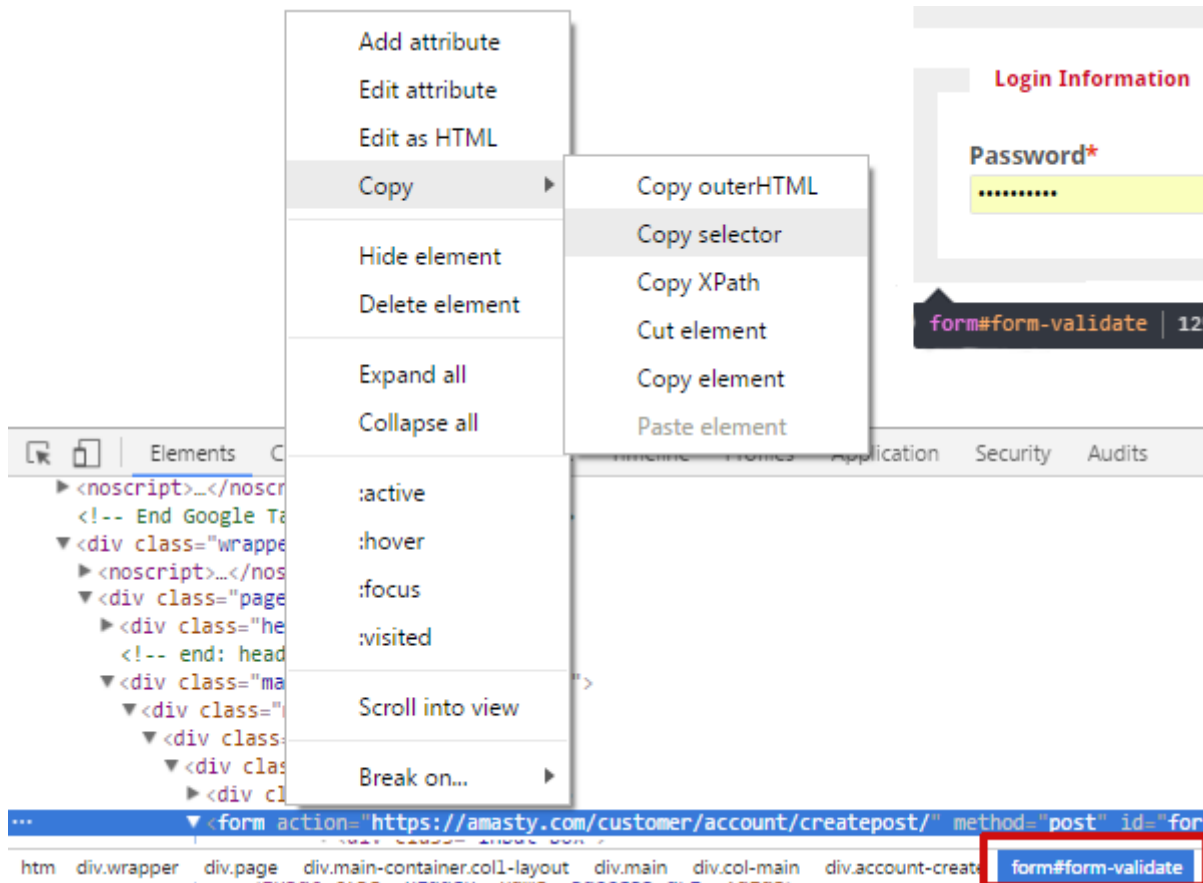 Add attribute
Edit attribute
Edit as HTML
Copy
Hide element
Delete element
Expand all
Collapse all
:active
:hover
:focus
:visited
Scroll into view
Break on...
Copy outerHTML
Copy selector
Copy XPath
Cut element
Copy element
Paste element
Login Information
Password*
••••••••••
form#form-validate | 12
Elements C Timeline Profiles Application Security Audits
<noscript>…</noscr
<!-- End Google Ta
<div class="wrappe
<noscript>…</nos
<div class="page
<div class="he
<!-- end: head
<div class="ma ">
<div class="
<div class
<div clas
<div cl
... <form action="https://amasty.com/customer/account/createpost/" method="post" id="for
htm div.wrapper div.page div.main-container.col1-layout div.main div.col-main div.account-create form#form-validate